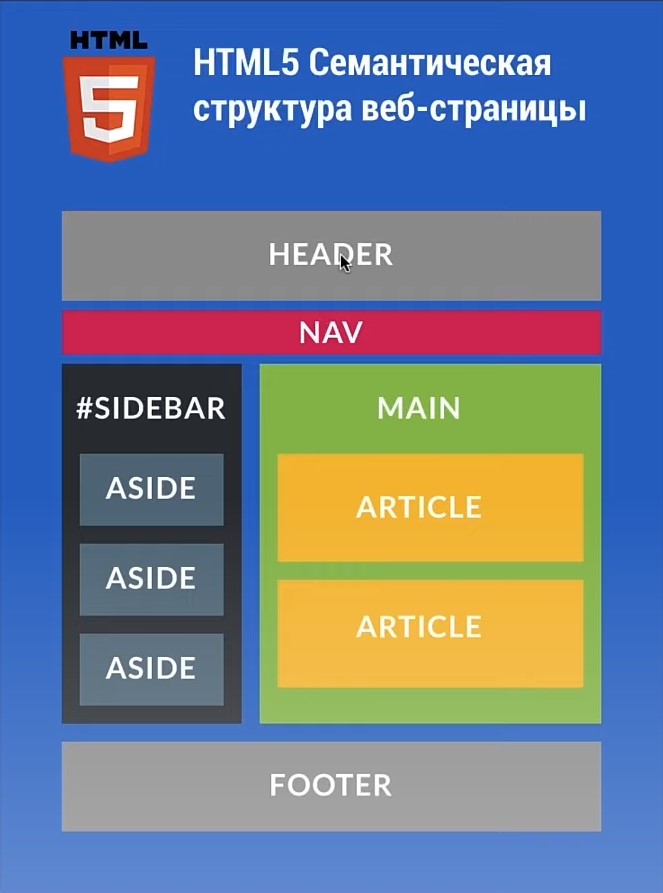 HTML
5
HTML5 Семантическая
структура веб-страницы
HEADER
NAV
#SIDEBAR
ASIDE
ASIDE
ASIDE
MAIN
ARTICLE
ARTICLE
FOOTER